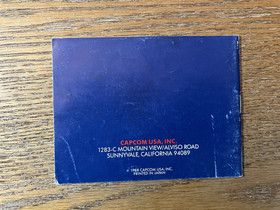 CAPCOM USA, INC.
1283-C MOUNTAIN VIEW/ALVISO ROAD
SUNNYVALE, CALIFORNIA 94089
© 1988 CAPCOM USA, INC.
PRINTED IN JAPAN